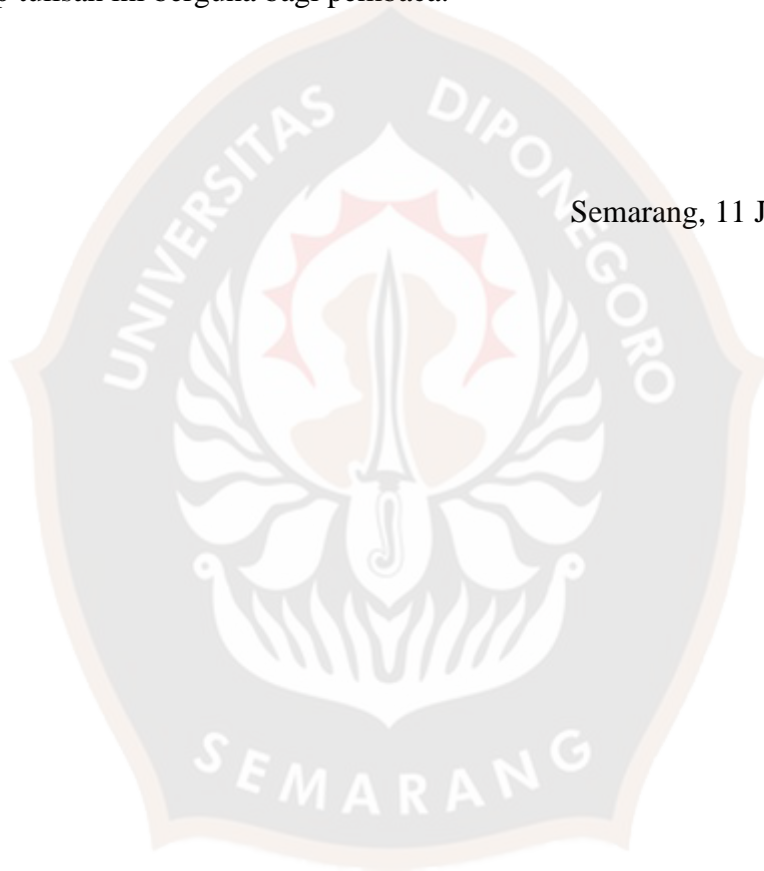 tulisan ini berguna bagi pembaca.
UNIVERSITAS DIPONEGORO
Semarang, 11 J
SEMARANG